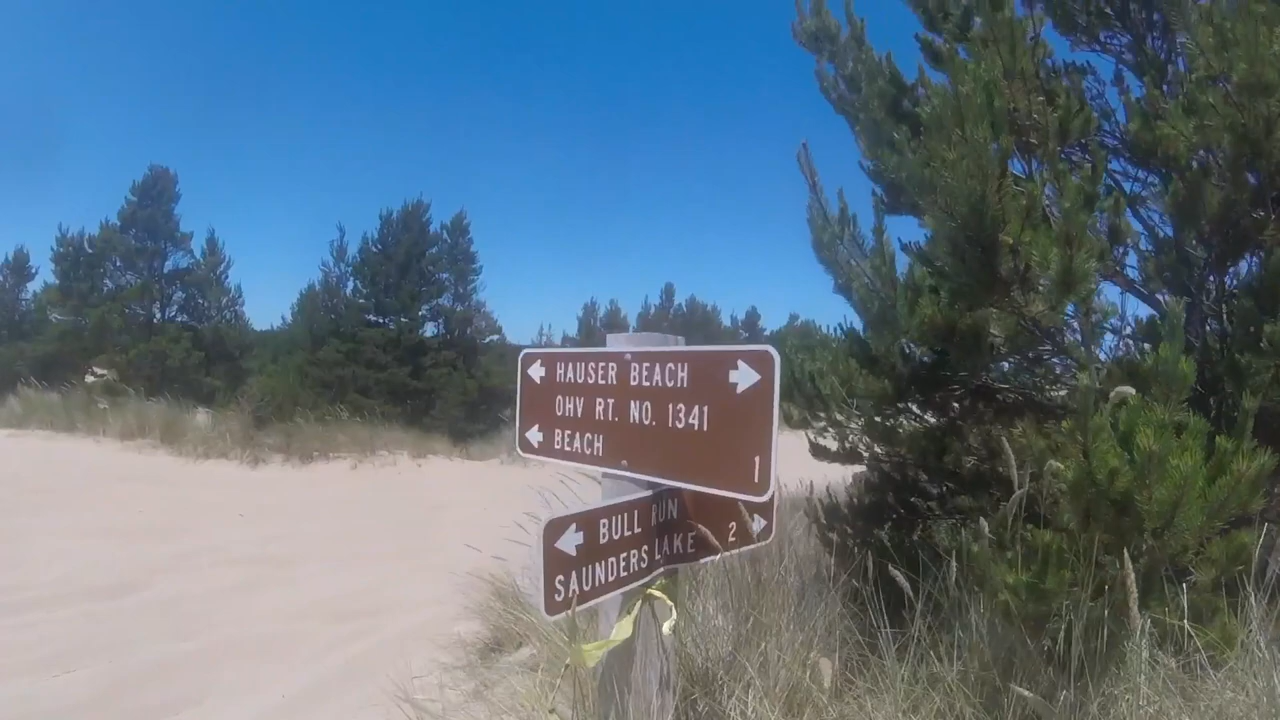 HAUSER BEACH
OHV RT. NO. 1341
BEACH
1
BULL RUN
SAUNDERS LAKE 2